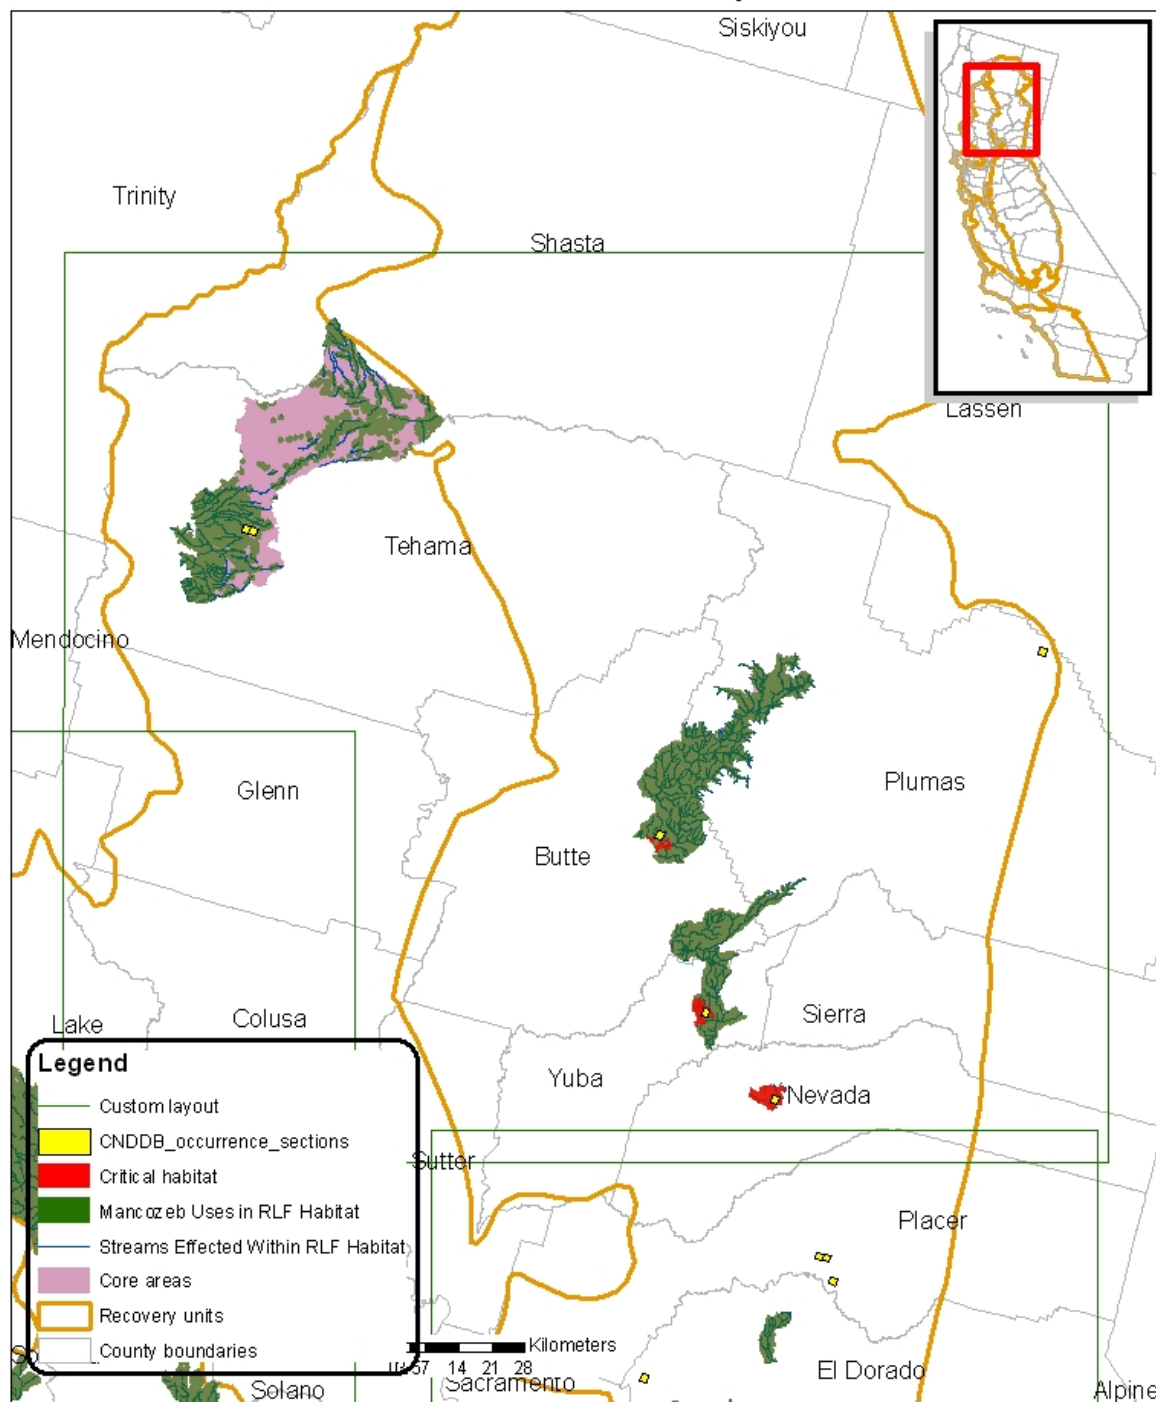 Siskiyou
Trinity
Shasta
Lassen
Tehama
Mendocino
Plumas
Glenn
Butte
Sierra
Lake
Colusa
Yuba
Nevada
Sutter
Placer
Legend
Custom layout
CNDDB_occurrence_sections
Critical habitat
Mancozeb Uses in RLF Habitat
Streams Effected Within RLF Habitat
Core areas
Recovery units
County boundaries
Kilometers
14 21 28
El Dorado
Solano
Sacramento
Alpine